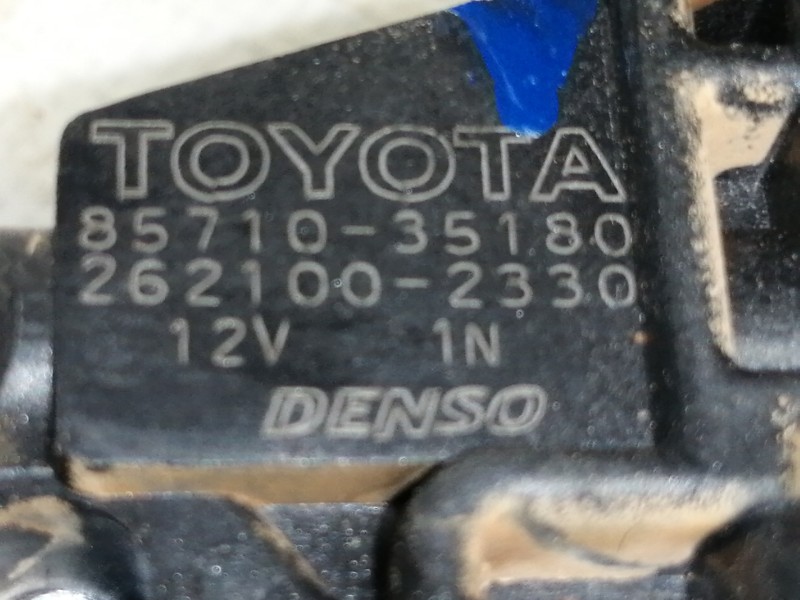 TOYOTA
85710-35180
262100-2330
12V 1N
DENSO